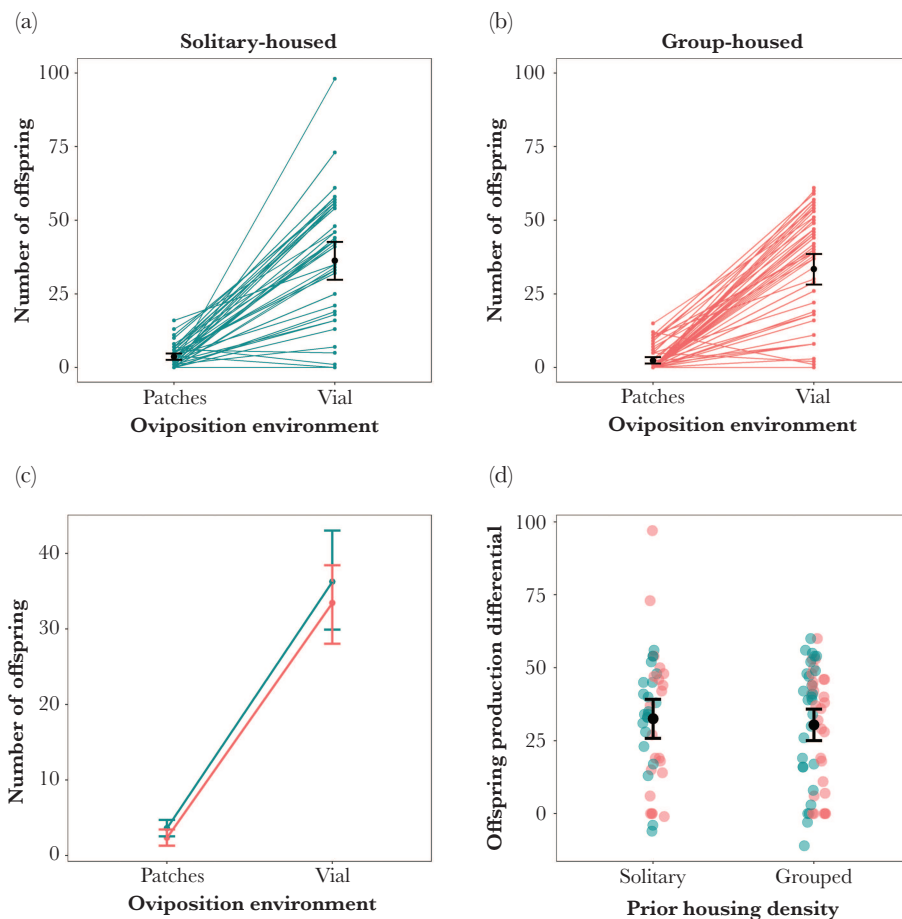 (a)
Solitary-housed
100
75
50
25
0
Number of offspring
Patches
Vial
Oviposition environment
(b)
Group-housed
100
75
50
25
0
Number of offspring
Patches
Vial
Oviposition environment
(c)
40
30
20
10
0
Number of offspring
Patches
Vial
Oviposition environment
(d)
100
75
50
25
0
Offspring production differential
Solitary
Grouped
Prior housing density